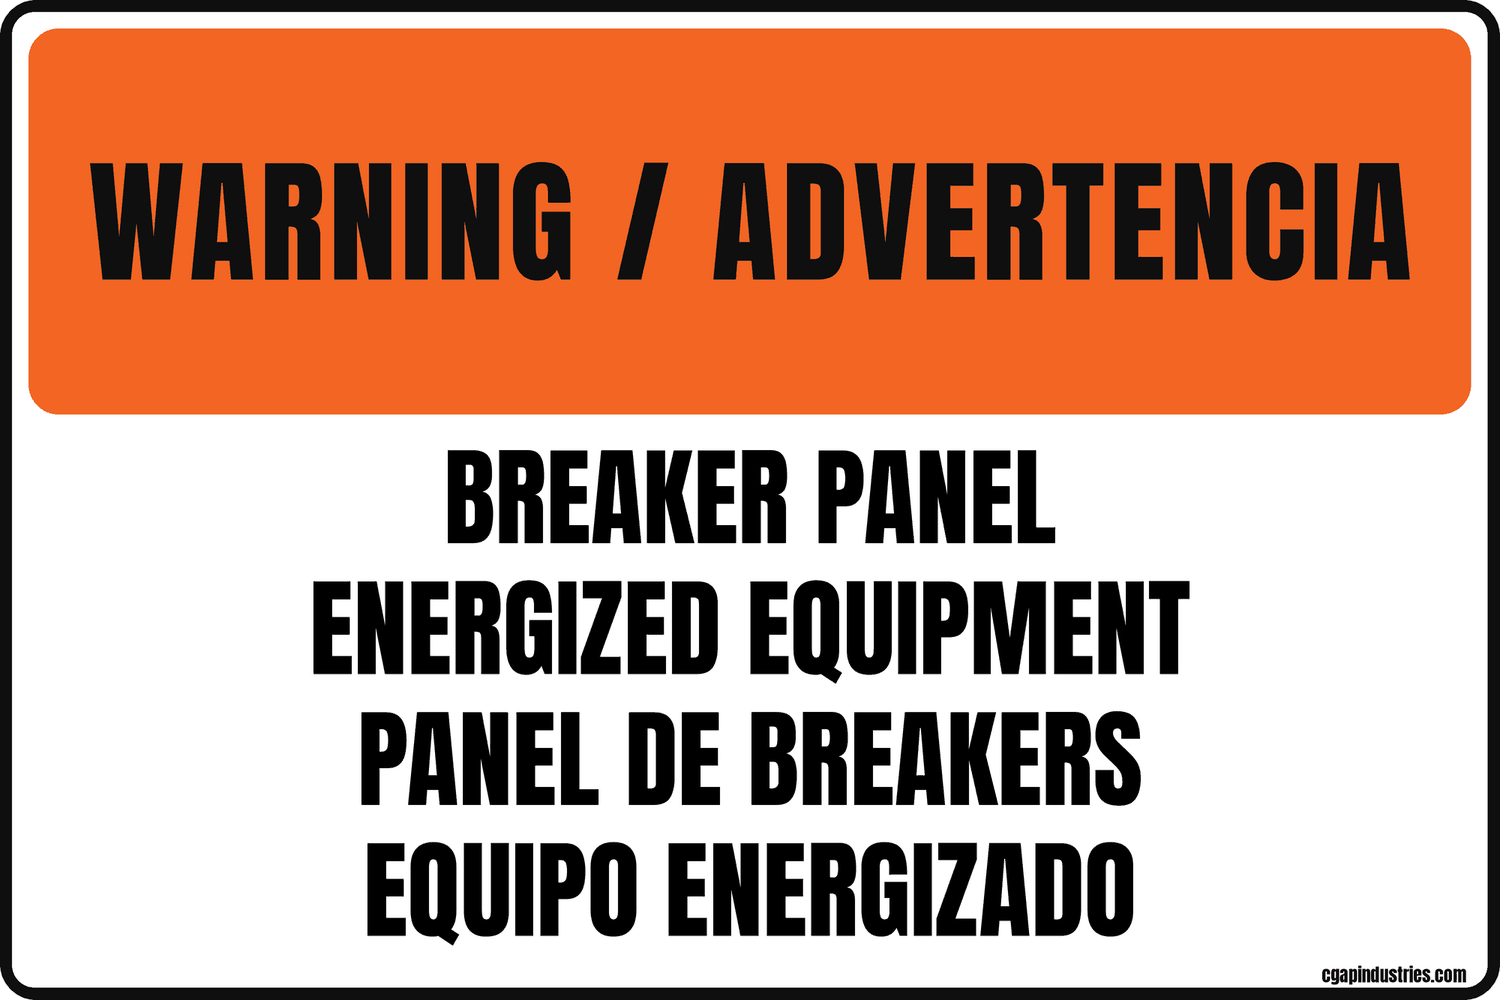 WARNING / ADVERTENCIA
BREAKER PANEL
ENERGIZED EQUIPMENT
PANEL DE BREAKERS
EQUIPO ENERGIZADO
cgapindustries.com